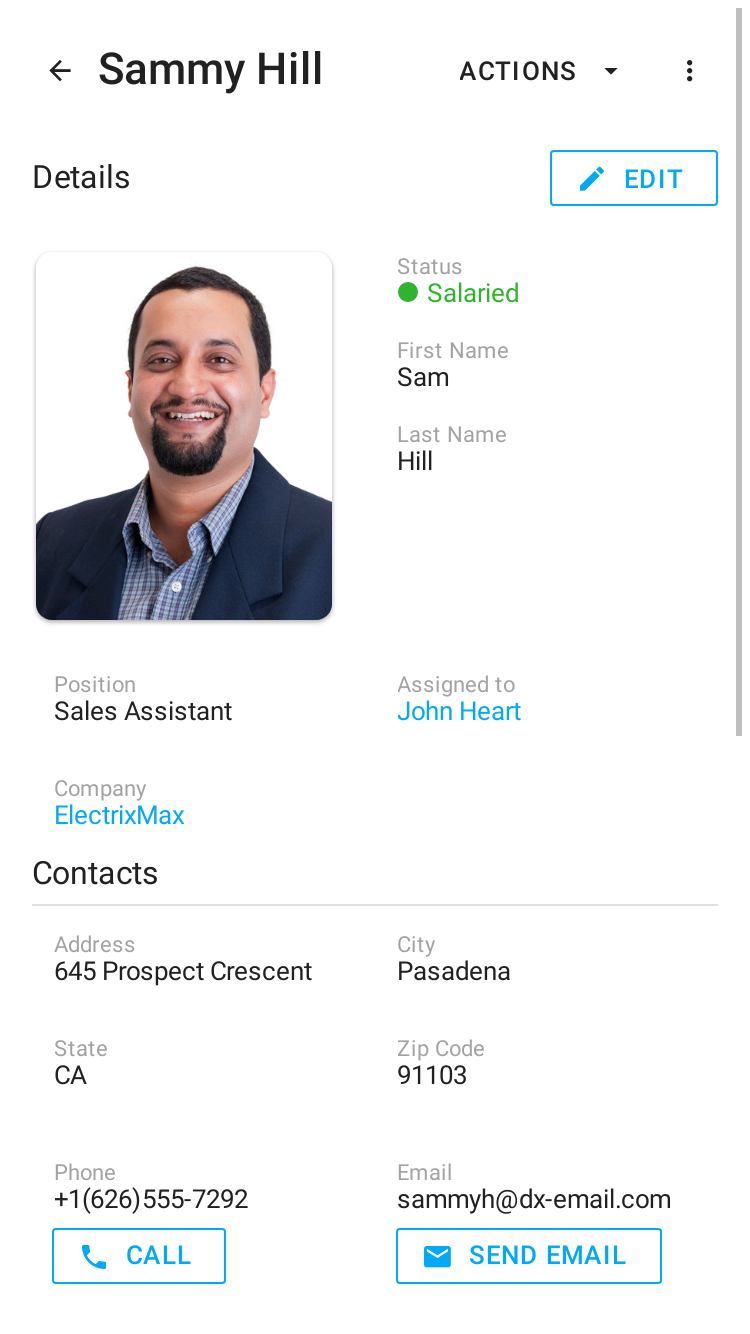 Sammy Hill
ACTIONS
Details
EDIT
Status
Salaried
First Name
Sam
Last Name
Hill
Position
Sales Assistant
Assigned to
John Heart
Company
ElectrixMax
Contacts
Address
645 Prospect Crescent
City
Pasadena
State
CA
Zip Code
91103
Phone
+1(626)555-7292
CALL
Email
sammyh@dx-email.com
SEND EMAIL